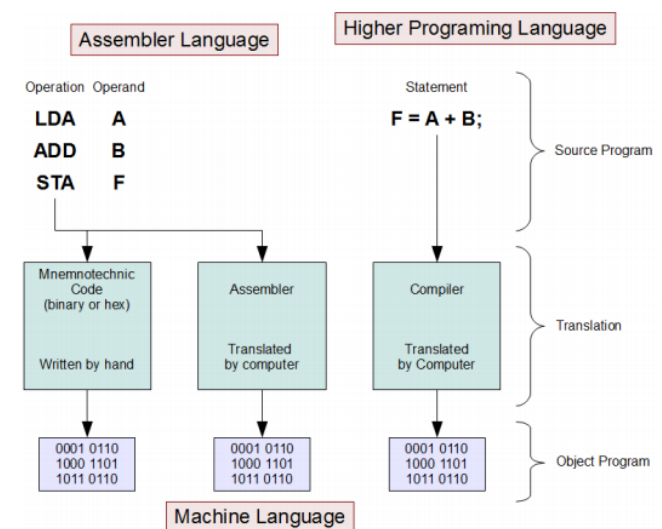 Assembler Language
Higher Programing Language
Operation Operand
LDA A
ADD B
STA F
Statement
F = A + B;
Source Program
Mnemnotechnic
Code
(binary or hex)
Written by hand
Assembler
Translated
by computer
Compiler
Translated
by Computer
Translation
0001 0110
1000 1101
1011 0110
0001 0110
1000 1101
1011 0110
0001 0110
1000 1101
1011 0110
Object Program
Machine Language